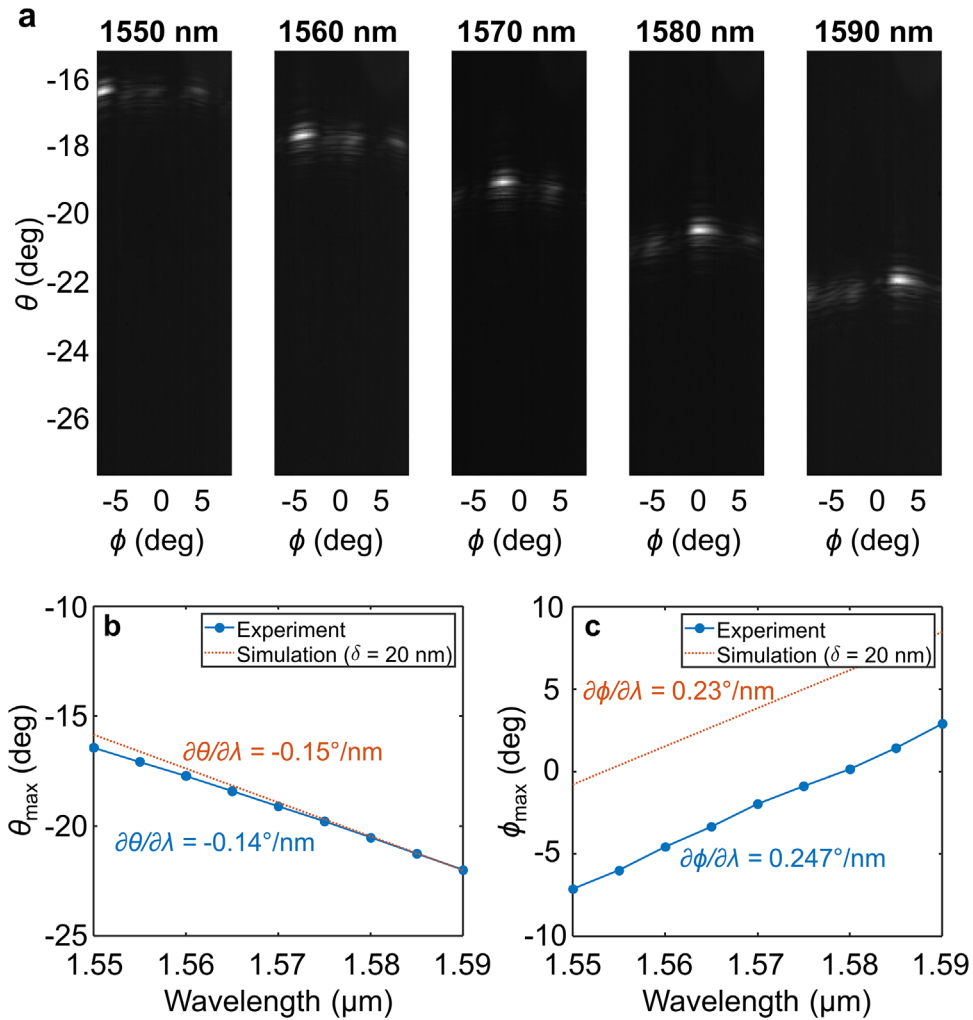 a
1550 nm 1560 nm 1570 nm 1580 nm 1590 nm
-16
-18
-20
-22
-24
-26
θ (deg)
-5 0 5 -5 0 5 -5 0 5 -5 0 5 -5 0 5
ϕ (deg) ϕ (deg) ϕ (deg) ϕ (deg) ϕ (deg)
b
Experiment
Simulation (δ = 20 nm)
∂θ/∂λ = -0.15°/nm
∂θ/∂λ = -0.14°/nm
-10
-15
-20
-25
θmax (deg)
1.55 1.56 1.57 1.58 1.59
Wavelength (µm)
c
Experiment
Simulation (δ = 20 nm)
∂ϕ/∂λ = 0.23°/nm
∂ϕ/∂λ = 0.247°/nm
10
5
0
-5
-10
ϕmax (deg)
1.55 1.56 1.57 1.58 1.59
Wavelength (µm)